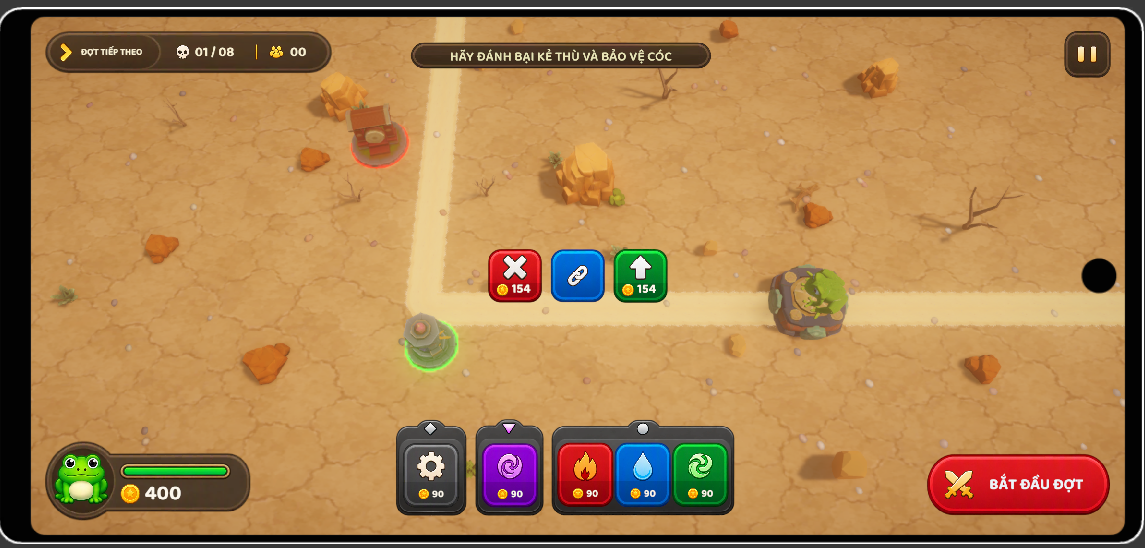 ĐỢT TIẾP THEO
01 / 08
00
HÃY ĐÁNH BẠI KẺ THÙ VÀ BẢO VỆ CÓC
154
154
400
90
90
90
90
90
BẮT ĐẦU ĐỢT